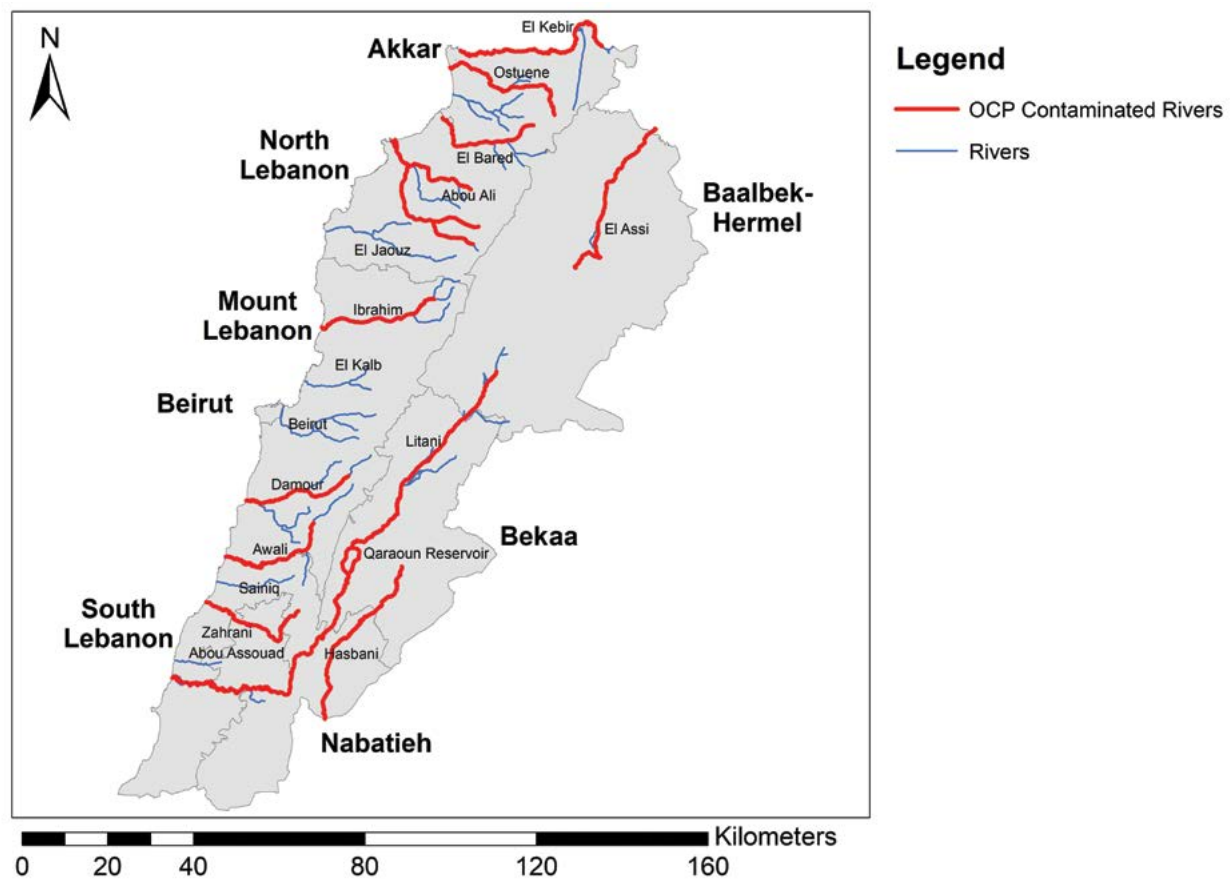 N
El Kebir
Akkar
Ostuene
North
Lebanon
El Bared
Abou Ali
Baalbek-
Hermel
El Assi
El Jaouz
Mount
Lebanon
Ibrahim
El Kalb
Beirut
Beirut
Litani
Damour
Bekaa
Awali
Qaraoun Reservoir
Sainiq
South
Lebanon
Zahrani
Abou Assouad
Hasbani
Nabatieh
Legend
OCP Contaminated Rivers
Rivers
Kilometers
0 20 40 80 120 160